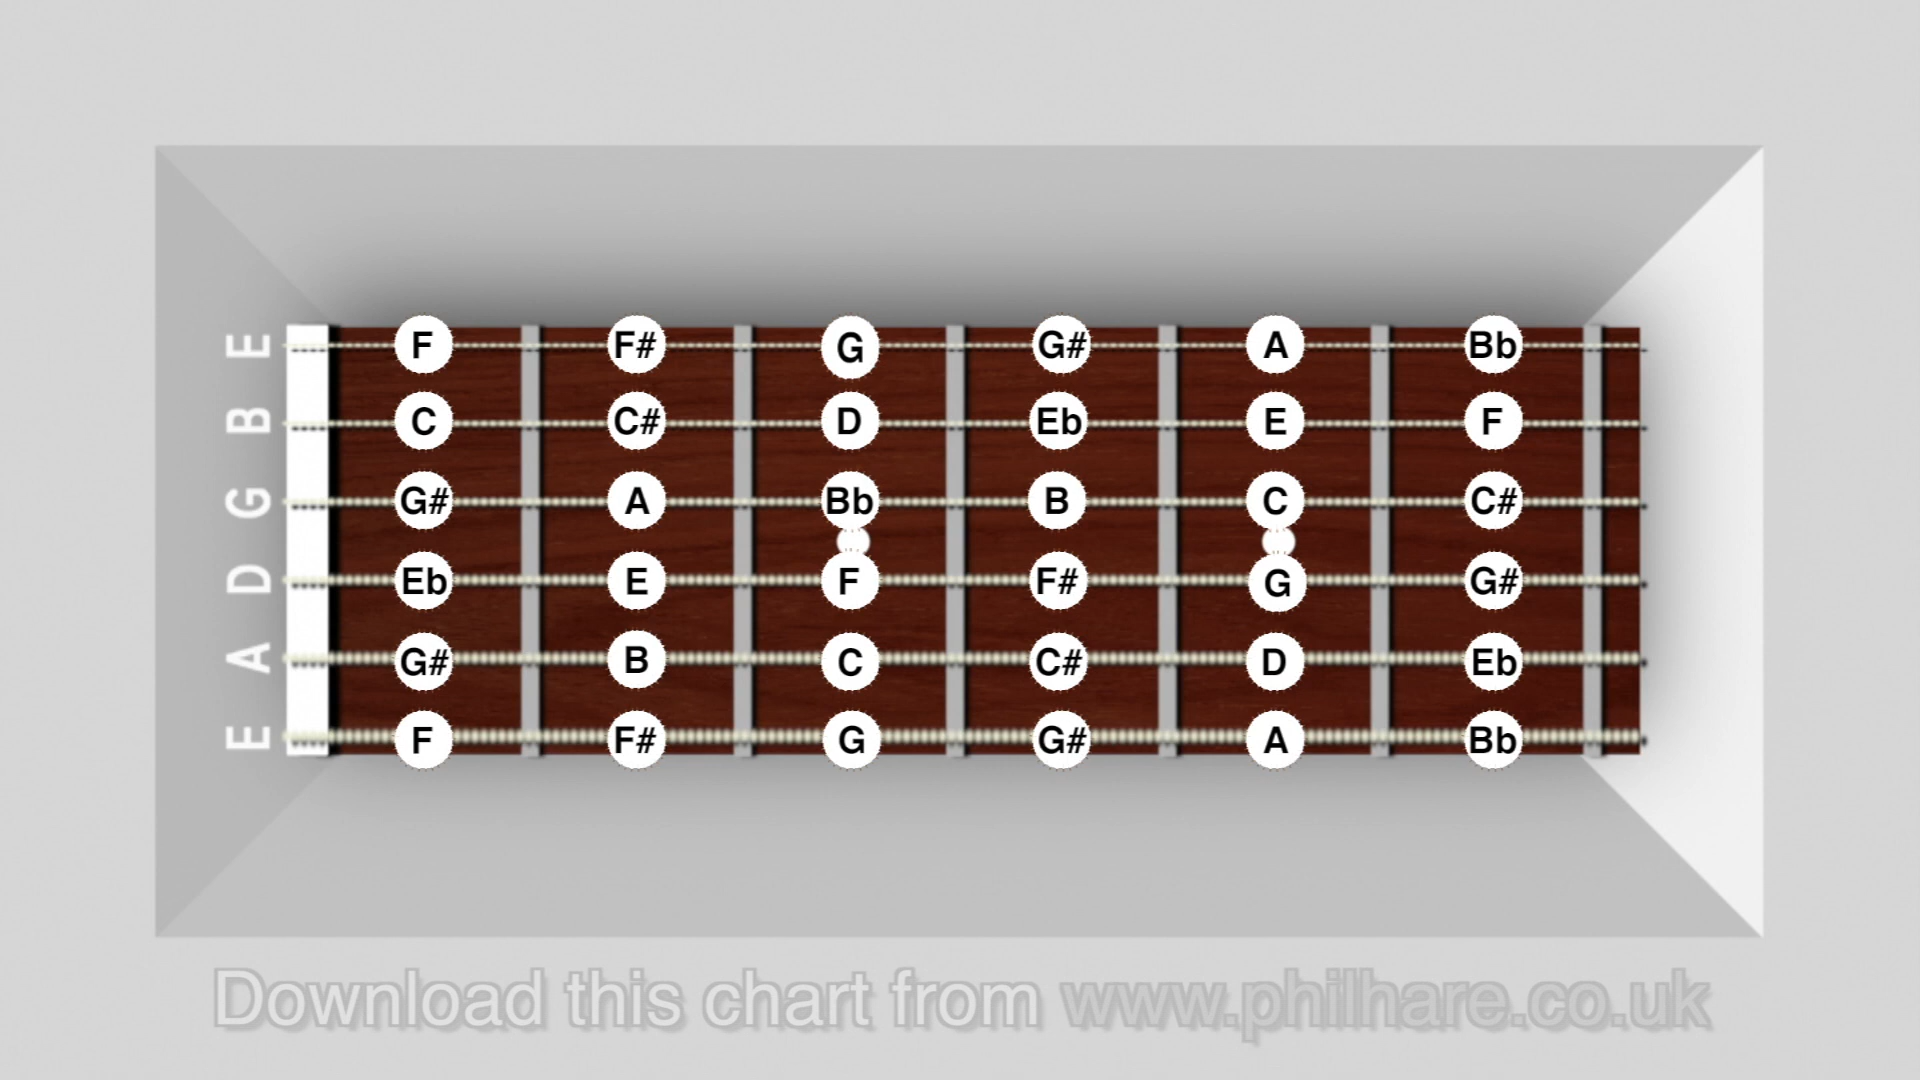 E F F# G G# A Bb
B C C# D Eb E F
G G# A Bb B C C#
D Eb E F F# G G#
A G# B C C# D Eb
E F F# G G# A Bb
Download this chart from www.philhare.co.uk